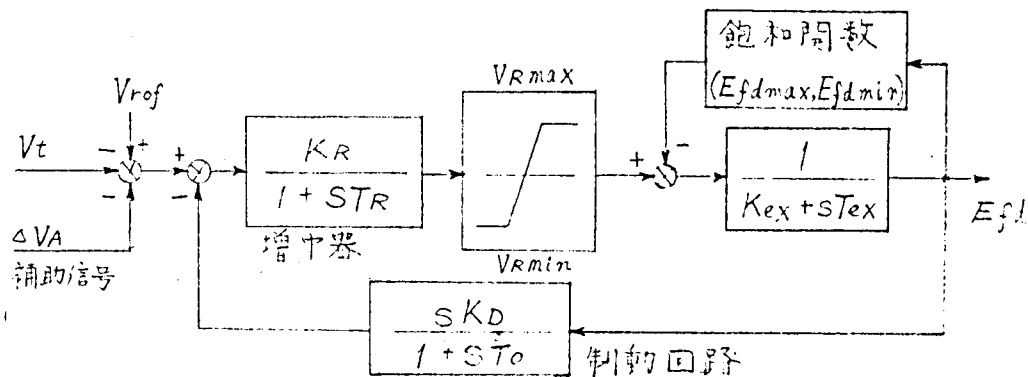 飽和関数
(Efdmax,Efdmin)
VRmax
Vrof
Vt
+
-
-
+
-
+
-
KR
1 + STR
1
Kex + sTex
Efd
ΔVA
補助信号
増巾器
VRmin
SKD
1 + STo
制動回路